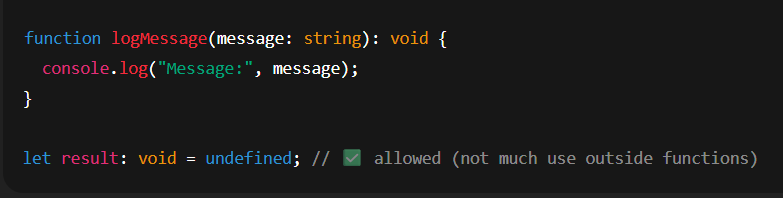 function logMessage(message: string): void {
  console.log("Message:", message);
}
let result: void = undefined; // ✅ allowed (not much use outside functions)